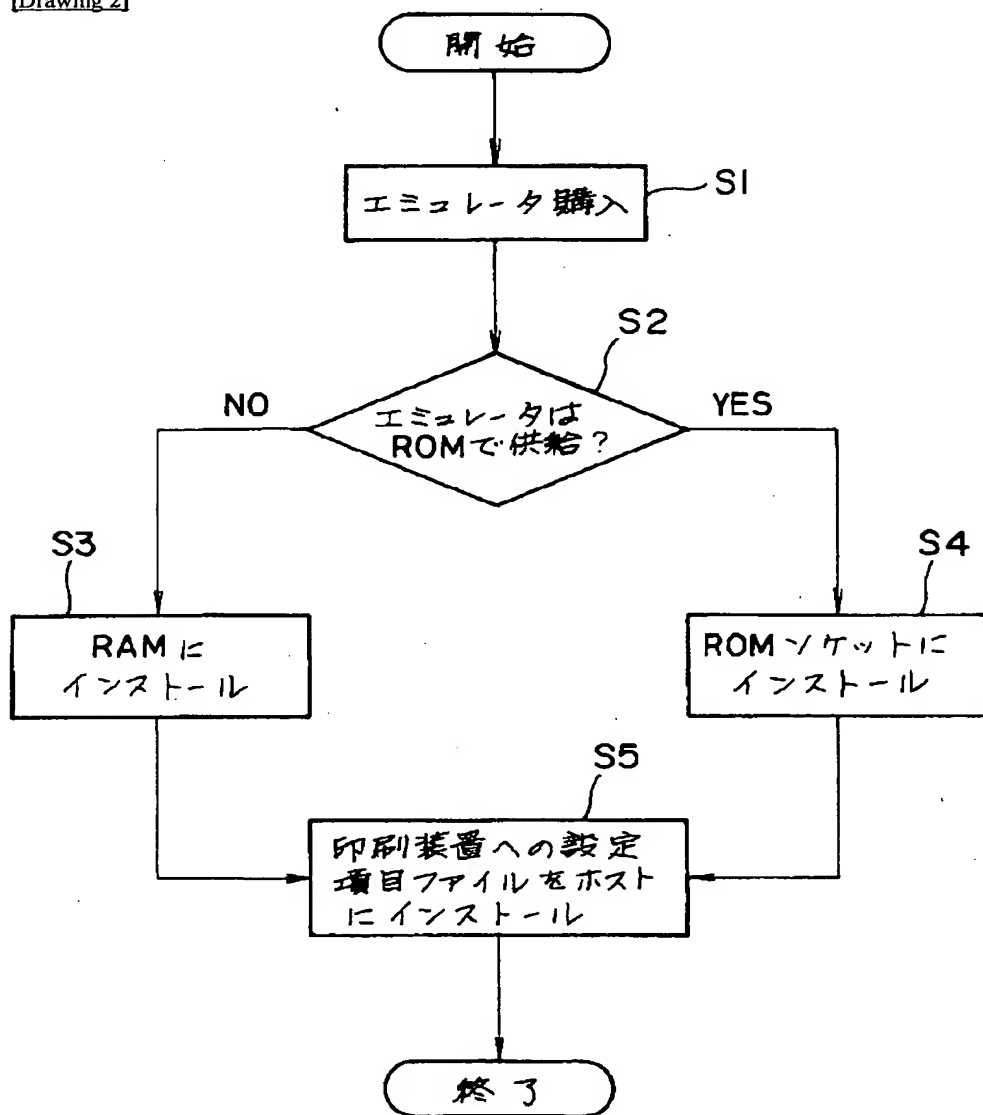 [Drawing 2]
開始
エミュレータ購入
S1
S2
NO
エミュレータは
ROMで供給?
YES
S3
RAMに
インストール
S4
ROMソケットに
インストール
S5
印刷装置への設定
項目ファイルをホスト
にインストール
終了